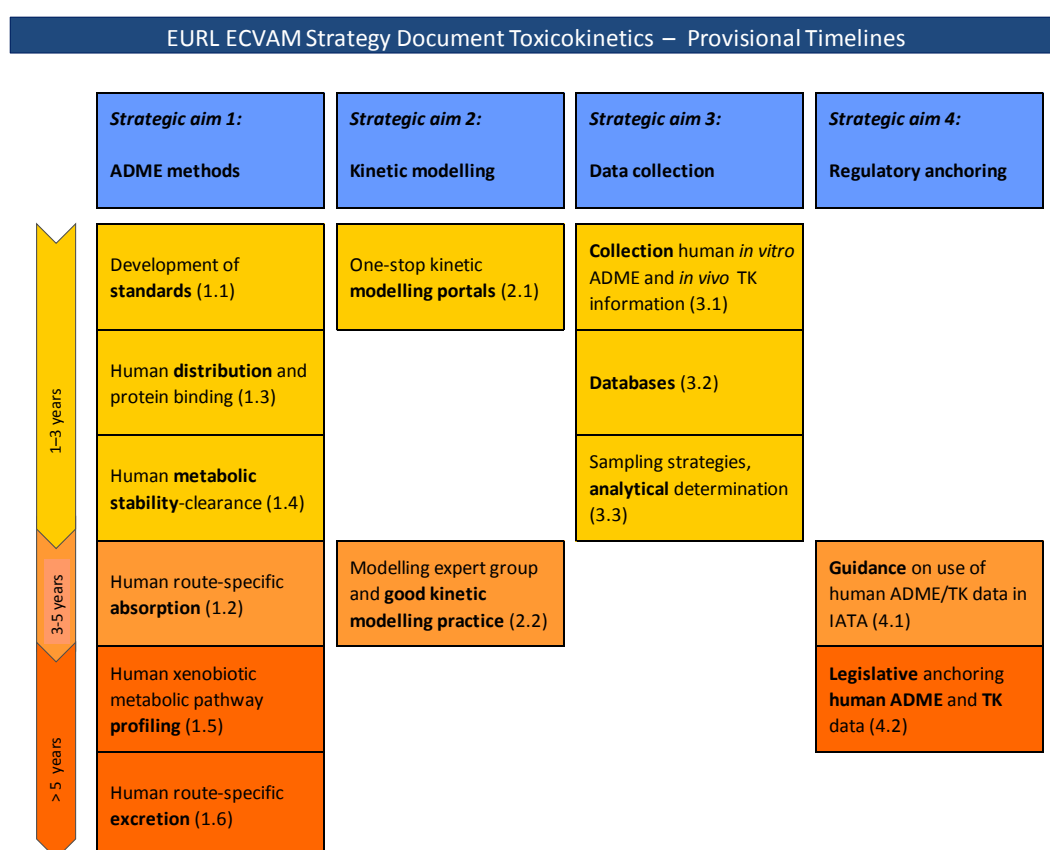 EURL ECVAM Strategy Document Toxicokinetics – Provisional Timelines
Strategic aim 1:
ADME methods
Strategic aim 2:
Kinetic modelling
Strategic aim 3:
Data collection
Strategic aim 4:
Regulatory anchoring
1–3 years
Development of
standards (1.1)
One-stop kinetic
modelling portals (2.1)
Collection human in vitro
ADME and in vivo TK
information (3.1)
Human distribution and
protein binding (1.3)
Databases (3.2)
Human metabolic
stability-clearance (1.4)
Sampling strategies,
analytical determination
(3.3)
3-5 years
Human route-specific
absorption (1.2)
Modelling expert group
and good kinetic
modelling practice (2.2)
Guidance on use of
human ADME/TK data in
IATA (4.1)
> 5 years
Human xenobiotic
metabolic pathway
profiling (1.5)
Legislative anchoring
human ADME and TK
data (4.2)
Human route-specific
excretion (1.6)